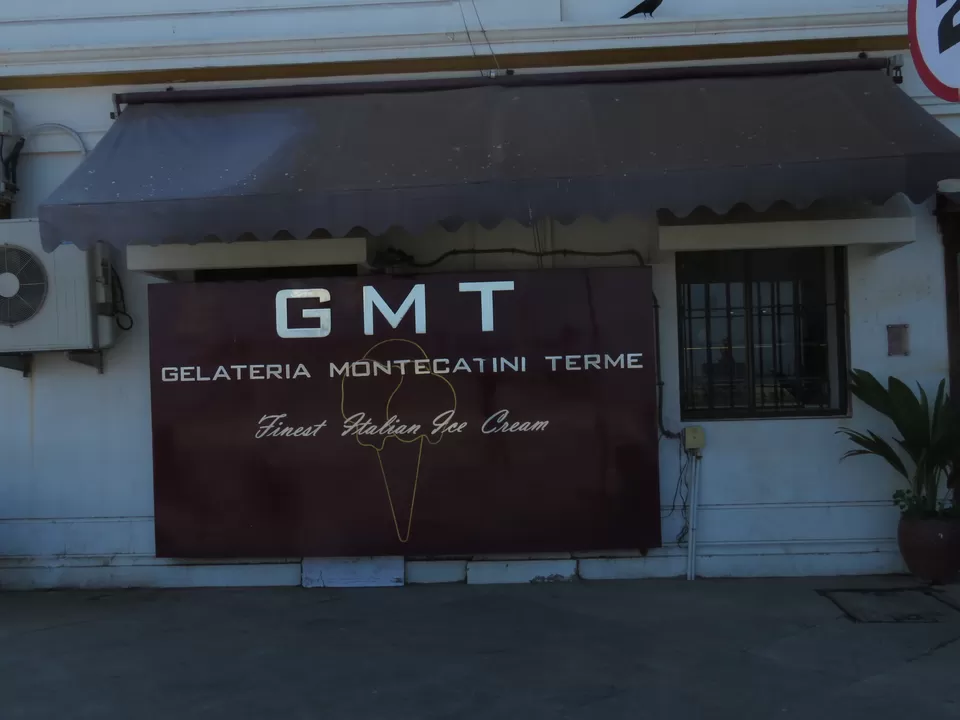 GMT
GELATERIA MONTECATINI TERME
Finest Italian Ice Cream